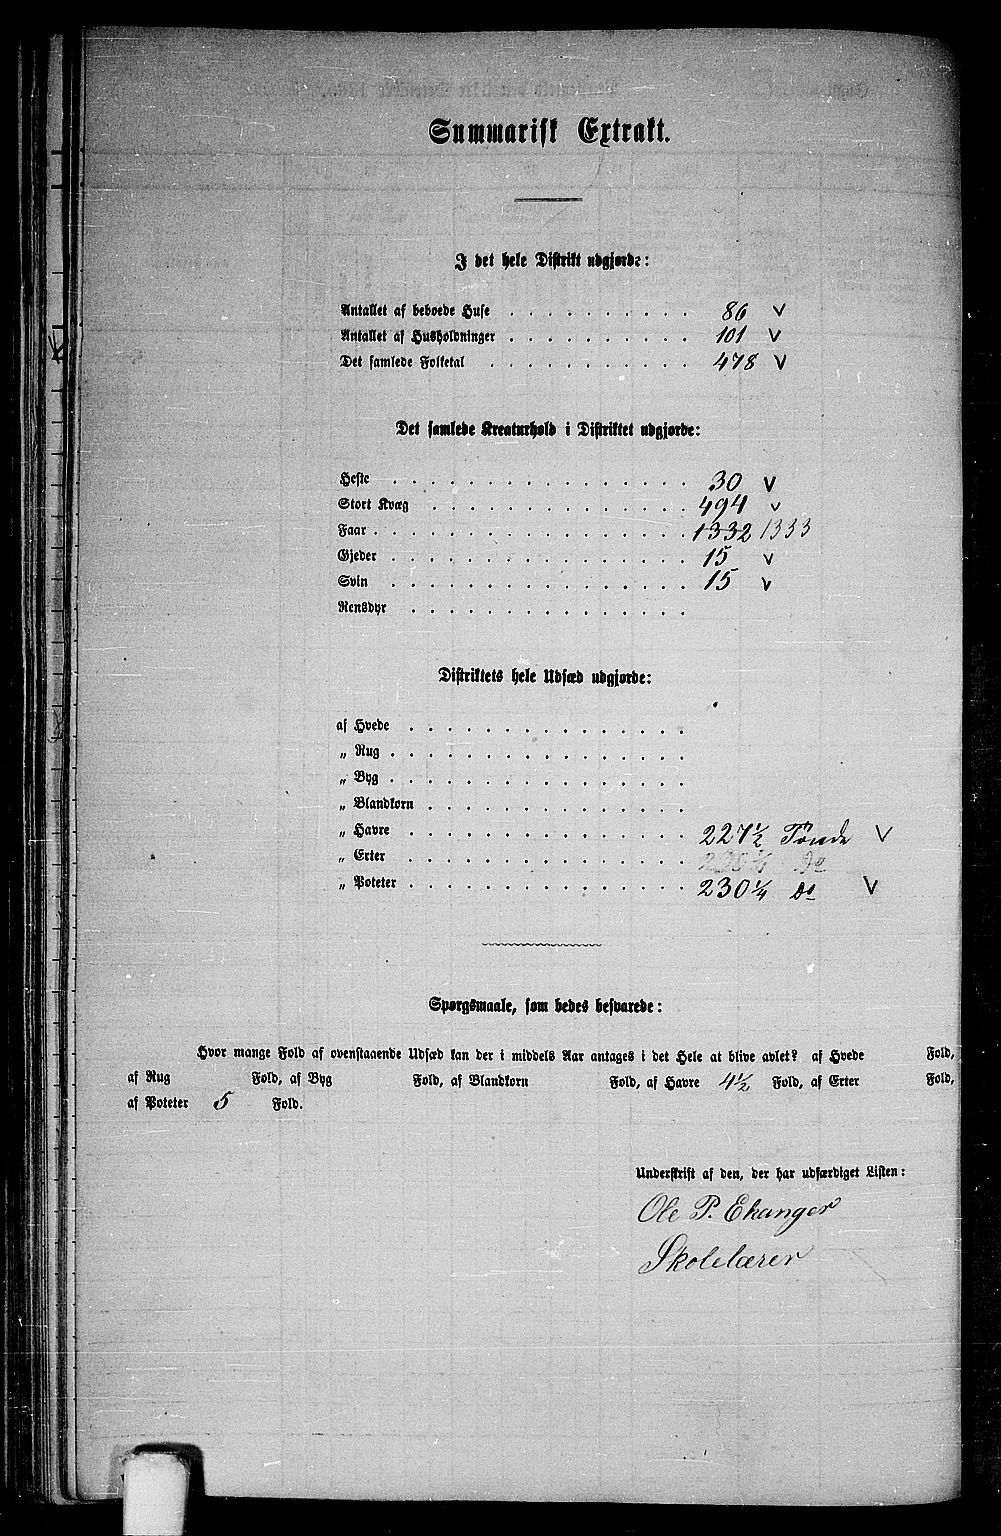 Summarisk Extrakt.
I det hele Distrikt udgjorde:
Antallet af beboede Huse . . . . . . . . . . 86 v
Antallet af Husholdninger . . . . . . . . . . 101 v
Det samlede Folketal . . . . . . . . . . 478 v
Det samlede Kreaturhold i Distriktet udgjorde:
Heste . . . . . . . . . . . . . . . 30 v
Stort Kvæg . . . . . . . . . . . . . 494 v
Faar . . . . . . . . . . . . . . . . 1332 1333
Gjeder . . . . . . . . . . . . . . . 15 v
Svin . . . . . . . . . . . . . . . 15 v
Rensdyr . . . . . . . . . . . . . .
Distriktets hele Udsæd udgjorde:
af Hvede . . . . . . . . . . . . . .
„ Rug . . . . . . . . . . . . . . .
„ Byg . . . . . . . . . . . . . . .
„ Blandkorn . . . . . . . . . . . . .
„ Havre . . . . . . . . . . . . . . 227½ Tønde v
„ Erter . . . . . . . . . . . . . . 230¼ Do
„ Poteter . . . . . . . . . . . . . . 230¼ Do v
Spørgsmaale, som bedes besvarede:
Hvor mange Fold af ovenstaaende Udsæd kan der i middels Aar antages i det Hele at blive avlet? af Hvede Fold,
af Rug Fold, af Byg Fold, af Blandkorn Fold, af Havre 4½ Fold, af Erter Fold,
af Poteter 5 Fold.
Underskrift af den, der har udfærdiget Listen:
Ole P. Ekanger
Skolelærer